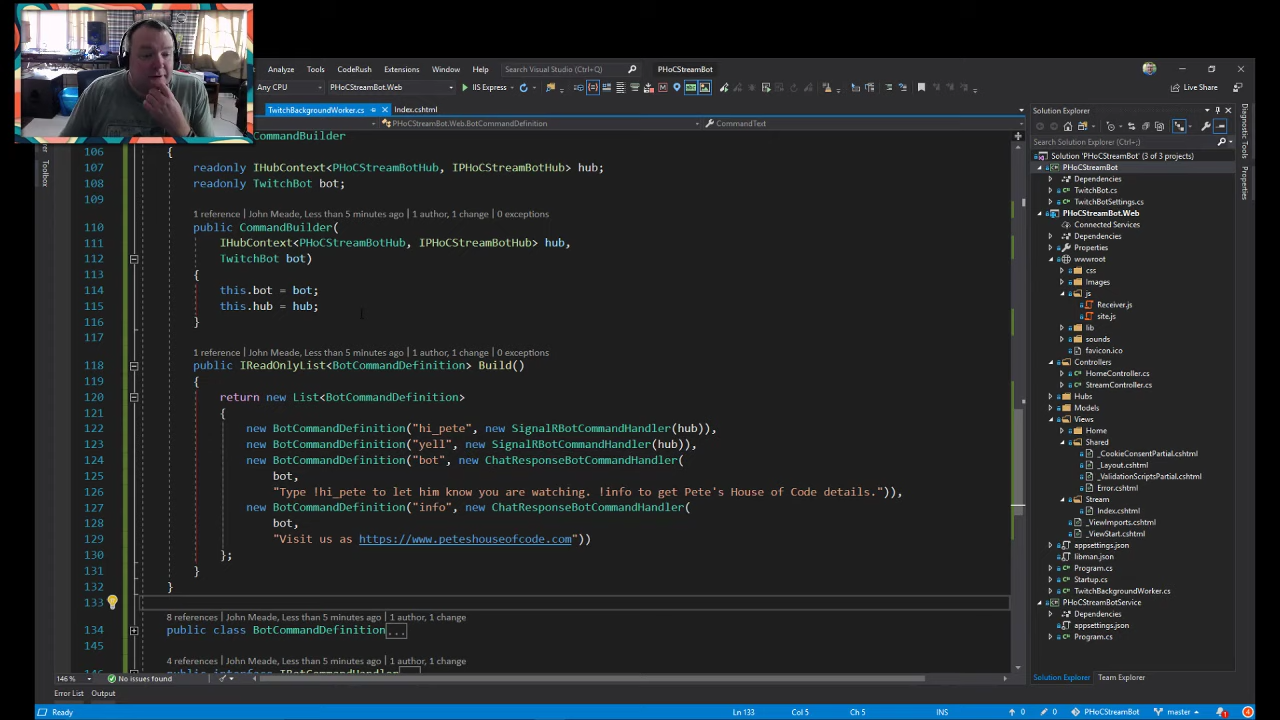 Analyze Tools CodeRush Extensions Window Help Search Visual Studio (Ctrl+Q) PHoCStreamBot
Any CPU PHoCStreamBot.Web IIS Express Live Share
TwitchBackgroundWorker.cs Index.cshtml
PHoCStreamBot.Web.BotCommandDefinition CommandText
CommandBuilder
106 {
107 readonly IHubContext<PHoCStreamBotHub, IPHoCStreamBotHub> hub;
108 readonly TwitchBot bot;
109
1 reference | John Meade, Less than 5 minutes ago | 1 author, 1 change | 0 exceptions
110 public CommandBuilder(
111 IHubContext<PHoCStreamBotHub, IPHoCStreamBotHub> hub,
112 TwitchBot bot)
113 {
114 this.bot = bot;
115 this.hub = hub;
116 }
117
1 reference | John Meade, Less than 5 minutes ago | 1 author, 1 change | 0 exceptions
118 public IReadOnlyList<BotCommandDefinition> Build()
119 {
120 return new List<BotCommandDefinition>
121 {
122 new BotCommandDefinition("hi_pete", new SignalRBotCommandHandler(hub)),
123 new BotCommandDefinition("yell", new SignalRBotCommandHandler(hub)),
124 new BotCommandDefinition("bot", new ChatResponseBotCommandHandler(
125 bot,
126 "Type !hi_pete to let him know you are watching. !info to get Pete's House of Code details.")),
127 new BotCommandDefinition("info", new ChatResponseBotCommandHandler(
128 bot,
129 "Visit us as https://www.peteshouseofcode.com"))
130 };
131 }
132 }
133
8 references | John Meade, Less than 5 minutes ago | 1 author, 1 change
134 public class BotCommandDefinition...
145
4 references | John Meade, Less than 5 minutes ago | 1 author, 1 change
146 public interface IBotCommandHandler
146 % No issues found
Error List Output
Ready Ln 133 Col 5 Ch 5 INS 0 0 PHoCStreamBot master 1 4
Toolbox
Solution Explorer
Search Solution Explorer (Ctrl+;)
Solution 'PHoCStreamBot' (3 of 3 projects)
PHoCStreamBot
Dependencies
TwitchBot.cs
TwitchBotSettings.cs
PHoCStreamBot.Web
Connected Services
Dependencies
Properties
wwwroot
css
Images
js
Receiver.js
site.js
lib
sounds
favicon.ico
Controllers
HomeController.cs
StreamController.cs
Hubs
Models
Views
Home
Shared
_CookieConsentPartial.cshtml
_Layout.cshtml
_ValidationScriptsPartial.cshtml
Error.cshtml
Stream
Index.cshtml
_ViewImports.cshtml
_ViewStart.cshtml
appsettings.json
libman.json
Program.cs
Startup.cs
TwitchBackgroundWorker.cs
PHoCStreamBotService
Dependencies
appsettings.json
Program.cs
Solution Explorer Team Explorer
Diagnostic Tools
Properties